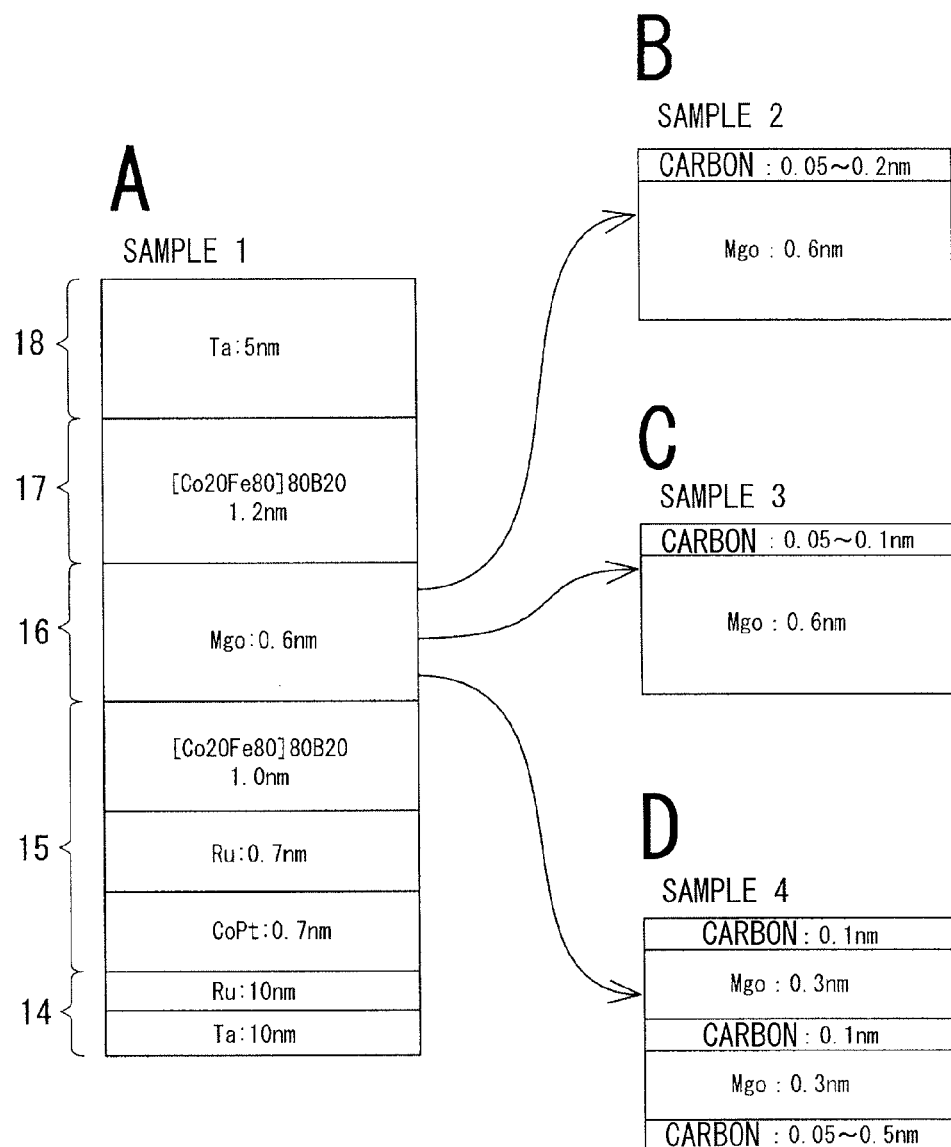 A
SAMPLE 1
18
Ta:5nm
17
[Co20Fe80]80B20
1.2nm
16
Mgo:0.6nm
15
[Co20Fe80]80B20
1.0nm
Ru:0.7nm
CoPt:0.7nm
14
Ru:10nm
Ta:10nm
B
SAMPLE 2
CARBON : 0.05~0.2nm
Mgo : 0.6nm
C
SAMPLE 3
CARBON : 0.05~0.1nm
Mgo : 0.6nm
D
SAMPLE 4
CARBON : 0.1nm
Mgo : 0.3nm
CARBON : 0.1nm
Mgo : 0.3nm
CARBON : 0.05~0.5nm